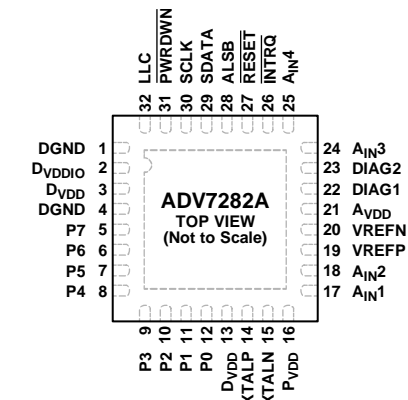 32 LLC
31 PWRDWN
30 SCLK
29 SDATA
28 ALSB
27 RESET
26 INTRQ
25 AIN4
DGND 1
DVDDIO 2
DVDD 3
DGND 4
P7 5
P6 6
P5 7
P4 8
ADV7282A
TOP VIEW
(Not to Scale)
24 AIN3
23 DIAG2
22 DIAG1
21 AVDD
20 VREFN
19 VREFP
18 AIN2
17 AIN1
P3 9
P2 10
P1 11
P0 12
DVDD 13
XTALP 14
XTALN 15
PVDD 16